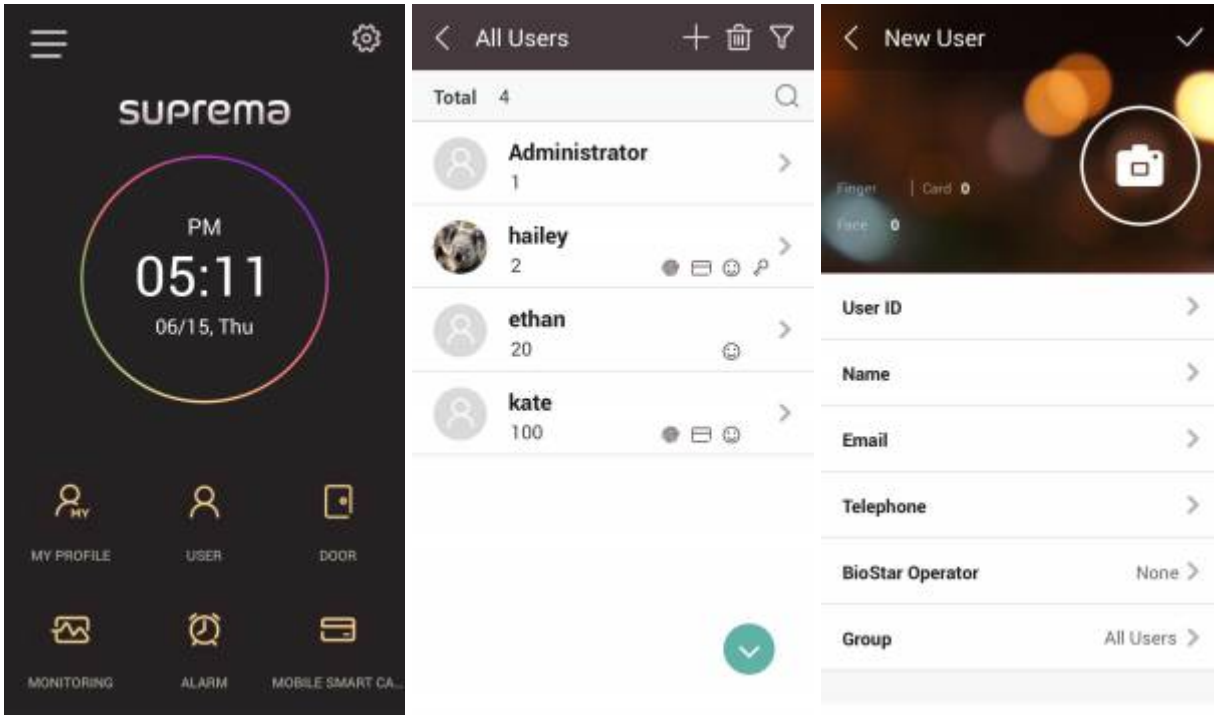 suprema
PM
05:11
06/15, Thu
MY PROFILE
USER
DOOR
MONITORING
ALARM
MOBILE SMART CA...
All Users
Total 4
Administrator
1
hailey
2
ethan
20
kate
100
New User
Finger | Card 0
Face 0
User ID
Name
Email
Telephone
BioStar Operator None
Group All Users